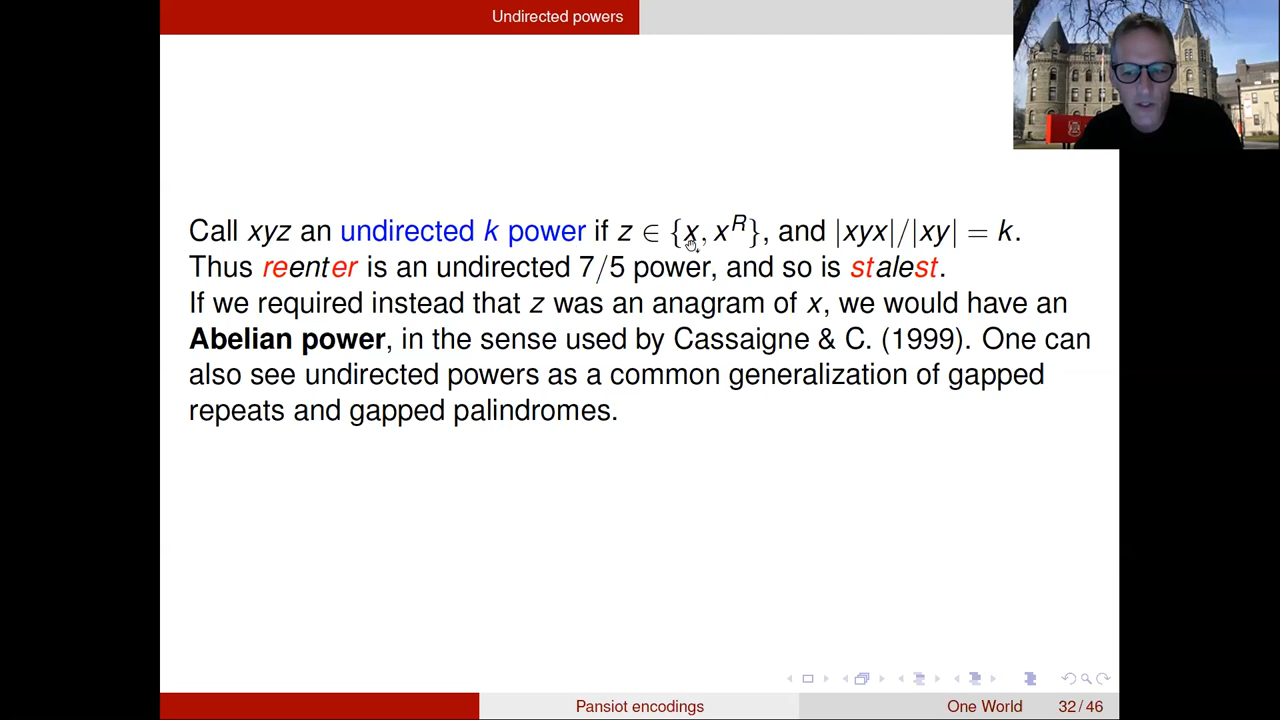 Undirected powers
Call xyz an undirected k power if z ∈ {x, x^R}, and |xyx|/|xy| = k.
Thus reenter is an undirected 7/5 power, and so is stalest.
If we required instead that z was an anagram of x, we would have an
Abelian power, in the sense used by Cassaigne & C. (1999). One can
also see undirected powers as a common generalization of gapped
repeats and gapped palindromes.
Pansiot encodings
One World
32/46